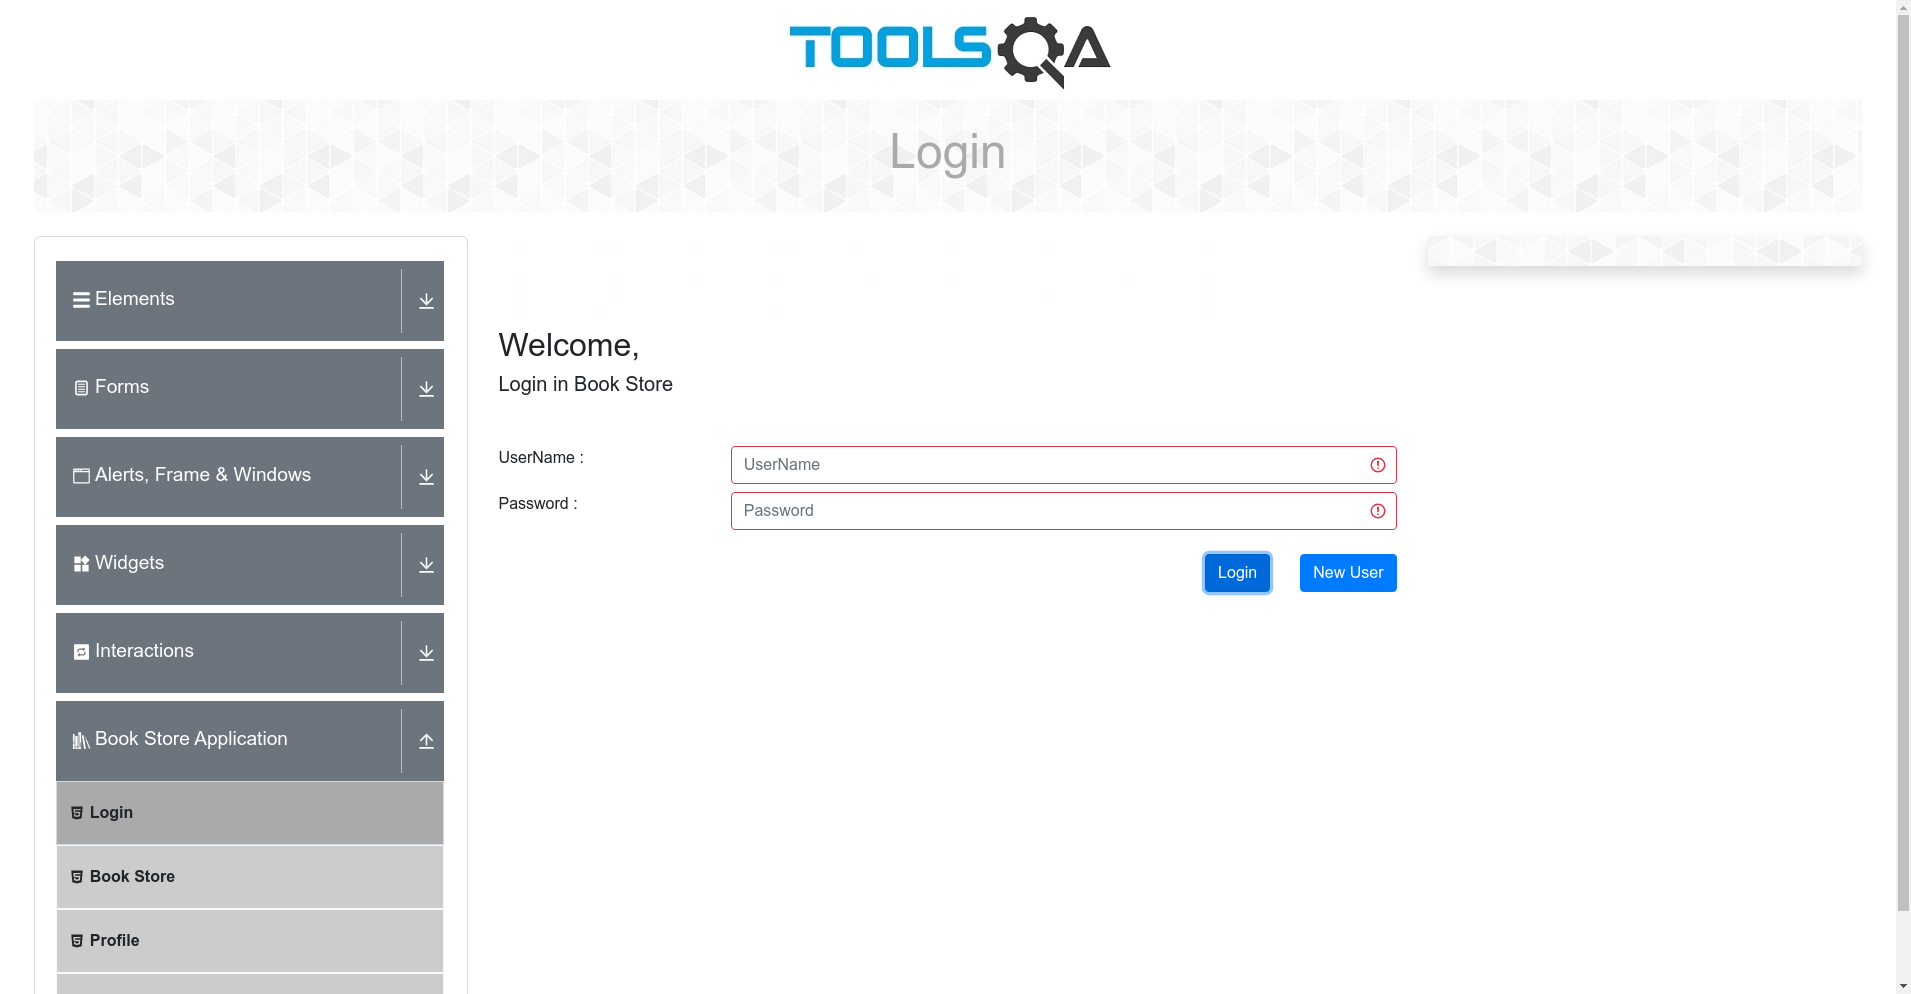 TOOLSQA
Login
Elements
Forms
Alerts, Frame & Windows
Widgets
Interactions
Book Store Application
Login
Book Store
Profile
Welcome,
Login in Book Store
UserName :
UserName
Password :
Password
Login
New User